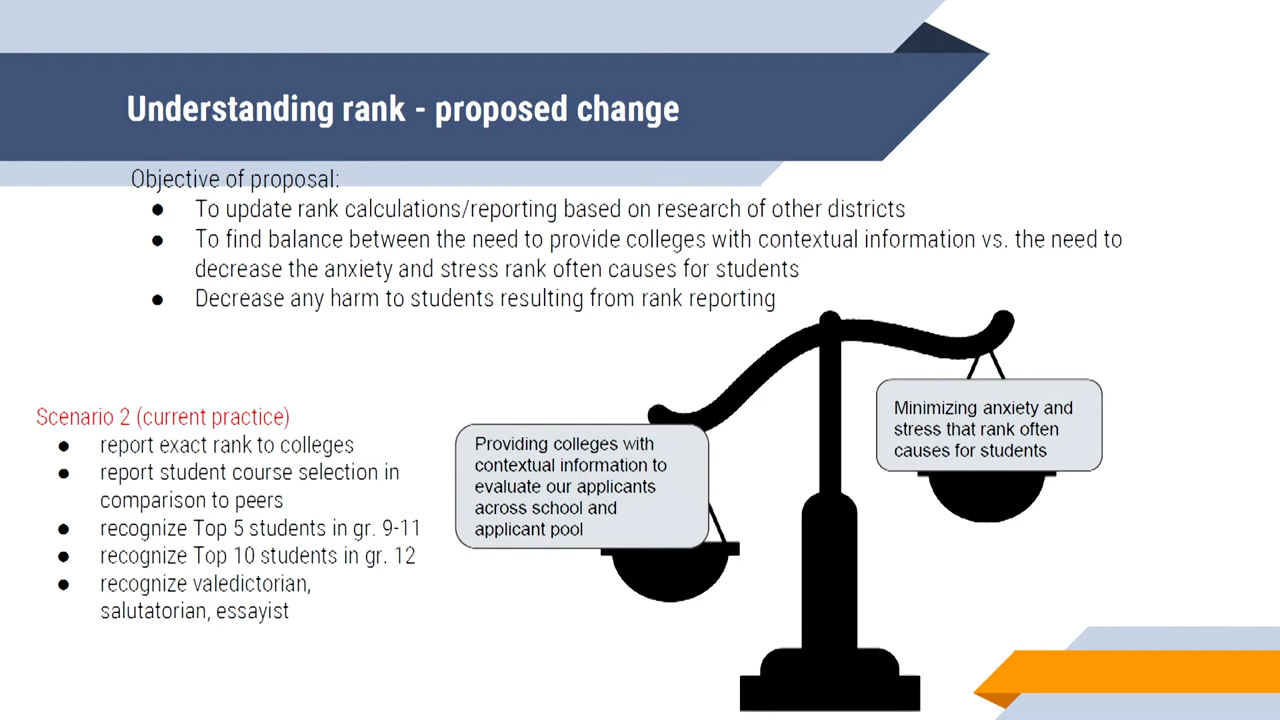 Understanding rank - proposed change
Objective of proposal:
● To update rank calculations/reporting based on research of other districts
● To find balance between the need to provide colleges with contextual information vs. the need to
decrease the anxiety and stress rank often causes for students
● Decrease any harm to students resulting from rank reporting
Scenario 2 (current practice)
● report exact rank to colleges
● report student course selection in
comparison to peers
● recognize Top 5 students in gr. 9-11
● recognize Top 10 students in gr. 12
● recognize valedictorian,
salutatorian, essayist
Providing colleges with
contextual information to
evaluate our applicants
across school and
applicant pool
Minimizing anxiety and
stress that rank often
causes for students